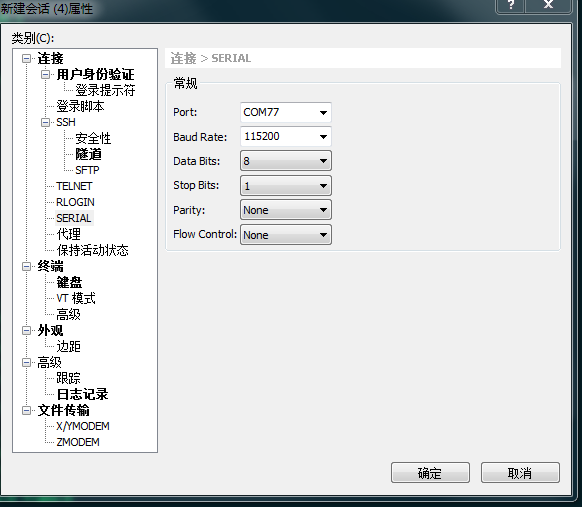 新建会话 (4)属性
类别(C):
连接
用户身份验证
登录提示符
登录脚本
SSH
安全性
隧道
SFTP
TELNET
RLOGIN
SERIAL
代理
保持活动状态
终端
键盘
VT 模式
高级
外观
边距
高级
跟踪
日志记录
文件传输
X/YMODEM
ZMODEM
连接 > SERIAL
常规
Port: COM77
Baud Rate: 115200
Data Bits: 8
Stop Bits: 1
Parity: None
Flow Control: None
确定 取消